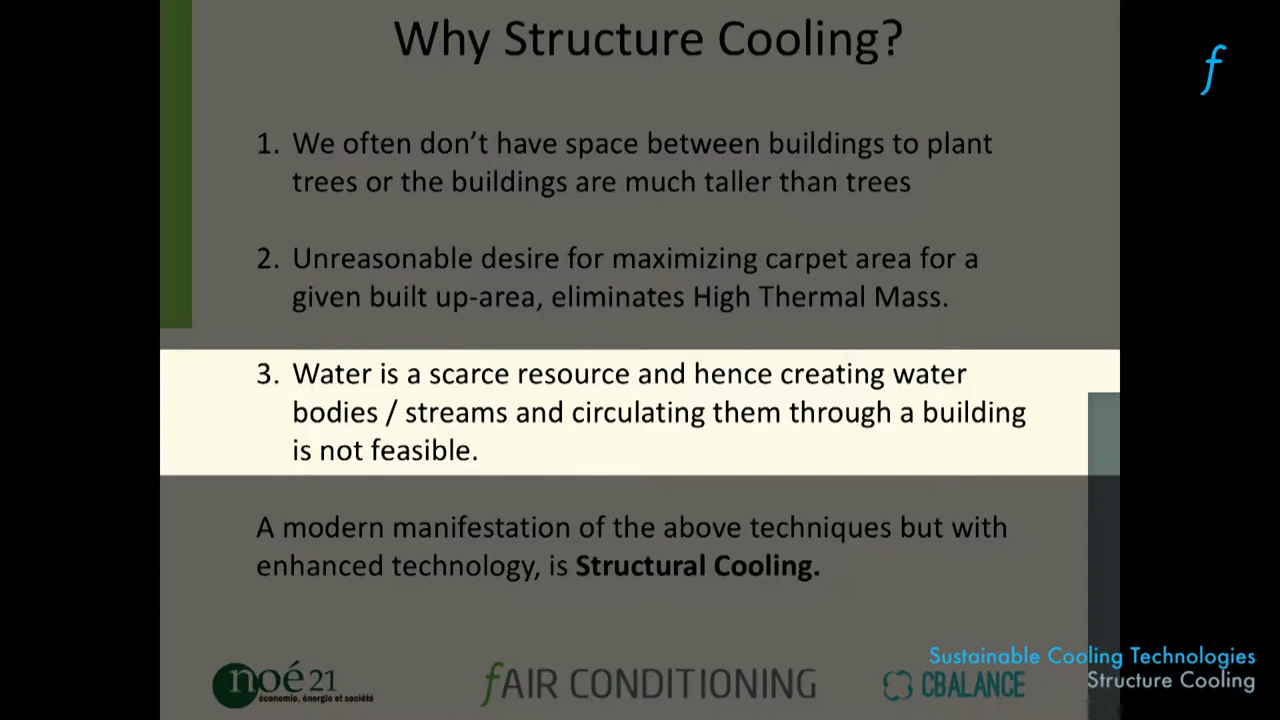 Why Structure Cooling?
f
1. We often don’t have space between buildings to plant
trees or the buildings are much taller than trees
2. Unreasonable desire for maximizing carpet area for a
given built up-area, eliminates High Thermal Mass.
3. Water is a scarce resource and hence creating water
bodies / streams and circulating them through a building
is not feasible.
A modern manifestation of the above techniques but with
enhanced technology, is Structural Cooling.
noé21
économie, énergie et société
fAIR CONDITIONING
CBALANCE
Sustainable Cooling Technologies
Structure Cooling